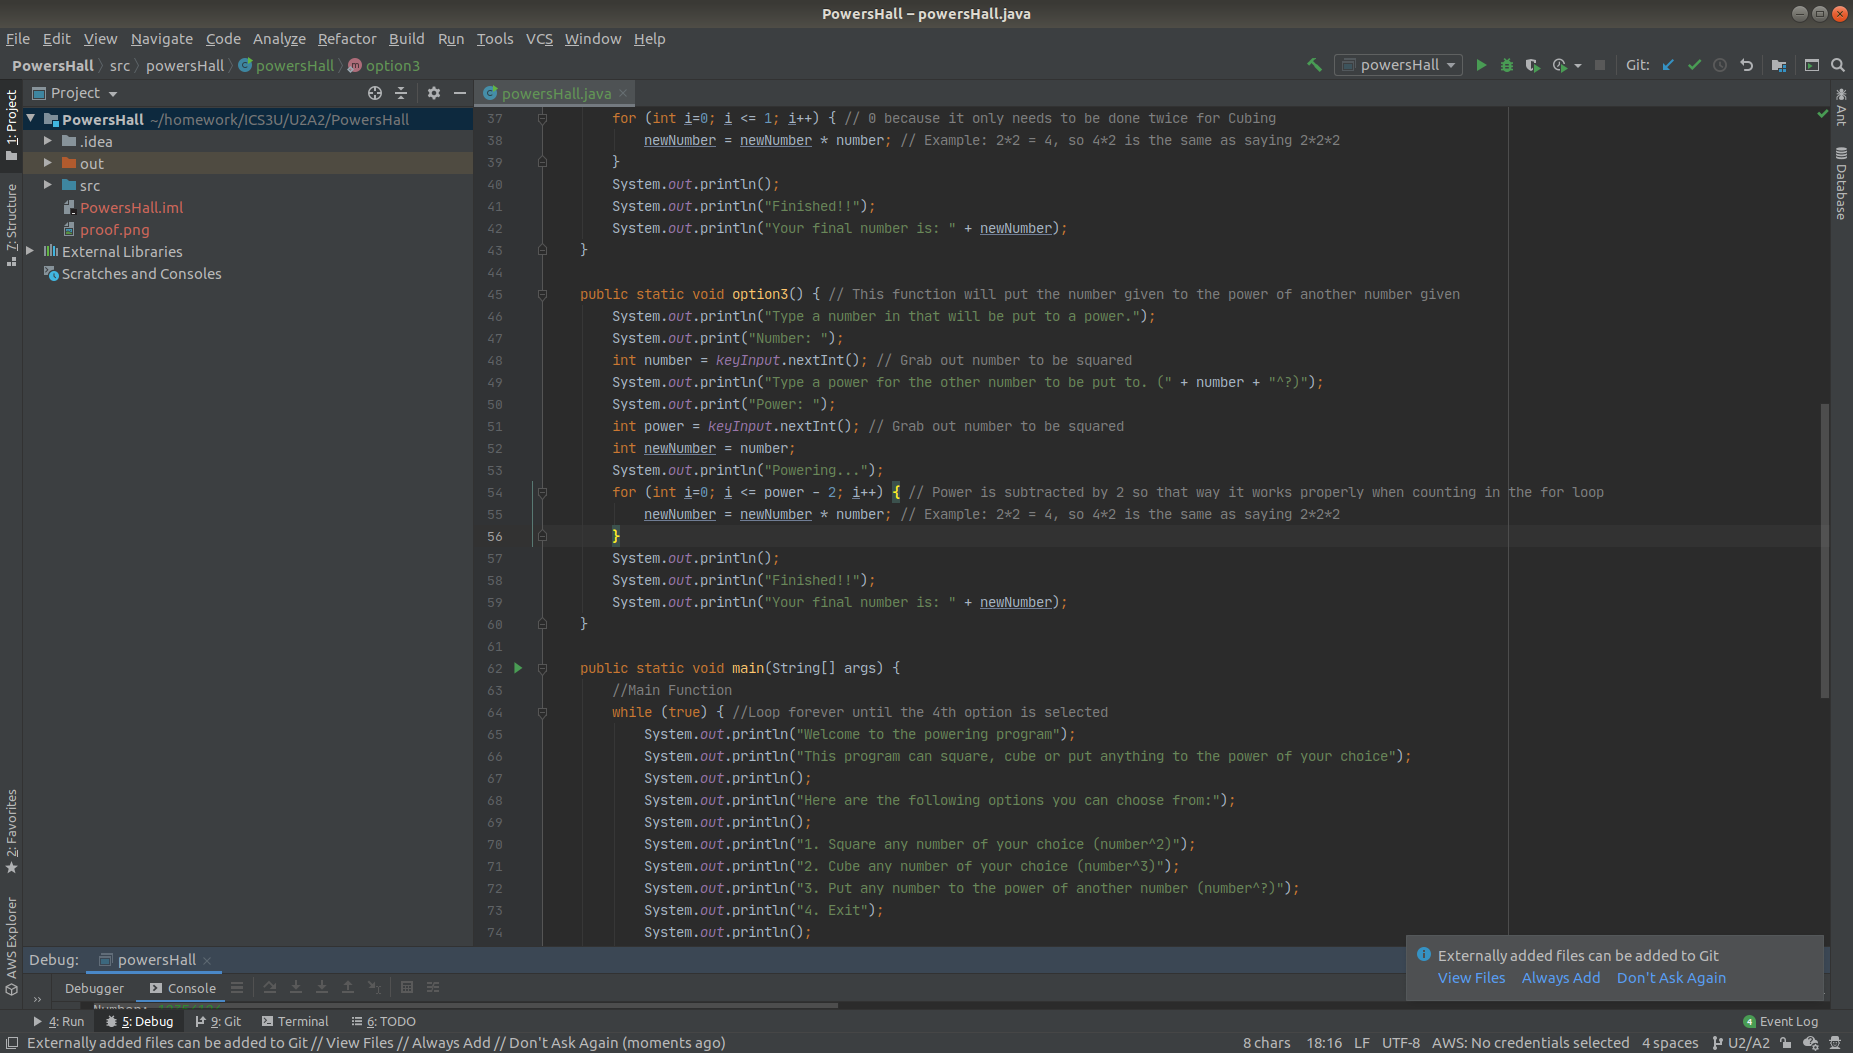 PowersHall – powersHall.java
File Edit View Navigate Code Analyze Refactor Build Run Tools VCS Window Help
PowersHall src powersHall powersHall option3
powersHall Git:
1: Project
7: Structure
2: Favorites
AWS Explorer
Project
PowersHall ~/homework/ICS3U/U2A2/PowersHall
.idea
out
src
PowersHall.iml
proof.png
External Libraries
Scratches and Consoles
powersHall.java
37 for (int i=0; i <= 1; i++) { // 0 because it only needs to be done twice for Cubing
38 newNumber = newNumber * number; // Example: 2*2 = 4, so 4*2 is the same as saying 2*2*2
39 }
40 System.out.println();
41 System.out.println("Finished!!");
42 System.out.println("Your final number is: " + newNumber);
43 }
44
45 public static void option3() { // This function will put the number given to the power of another number given
46 System.out.println("Type a number in that will be put to a power.");
47 System.out.print("Number: ");
48 int number = keyInput.nextInt(); // Grab out number to be squared
49 System.out.println("Type a power for the other number to be put to. (" + number + "^?)");
50 System.out.print("Power: ");
51 int power = keyInput.nextInt(); // Grab out number to be squared
52 int newNumber = number;
53 System.out.println("Powering...");
54 for (int i=0; i <= power - 2; i++) { // Power is subtracted by 2 so that way it works properly when counting in the for loop
55 newNumber = newNumber * number; // Example: 2*2 = 4, so 4*2 is the same as saying 2*2*2
56 }
57 System.out.println();
58 System.out.println("Finished!!");
59 System.out.println("Your final number is: " + newNumber);
60 }
61
62 public static void main(String[] args) {
63 //Main Function
64 while (true) { //Loop forever until the 4th option is selected
65 System.out.println("Welcome to the powering program");
66 System.out.println("This program can square, cube or put anything to the power of your choice");
67 System.out.println();
68 System.out.println("Here are the following options you can choose from:");
69 System.out.println();
70 System.out.println("1. Square any number of your choice (number^2)");
71 System.out.println("2. Cube any number of your choice (number^3)");
72 System.out.println("3. Put any number to the power of another number (number^?)");
73 System.out.println("4. Exit");
74 System.out.println();
Ant
Database
Debug: powersHall
Debugger Console
Externally added files can be added to Git
View Files Always Add Don't Ask Again
4: Run 5: Debug 9: Git Terminal 6: TODO
4 Event Log
Externally added files can be added to Git // View Files // Always Add // Don't Ask Again (moments ago)
8 chars 18:16 LF UTF-8 AWS: No credentials selected 4 spaces U2/A2